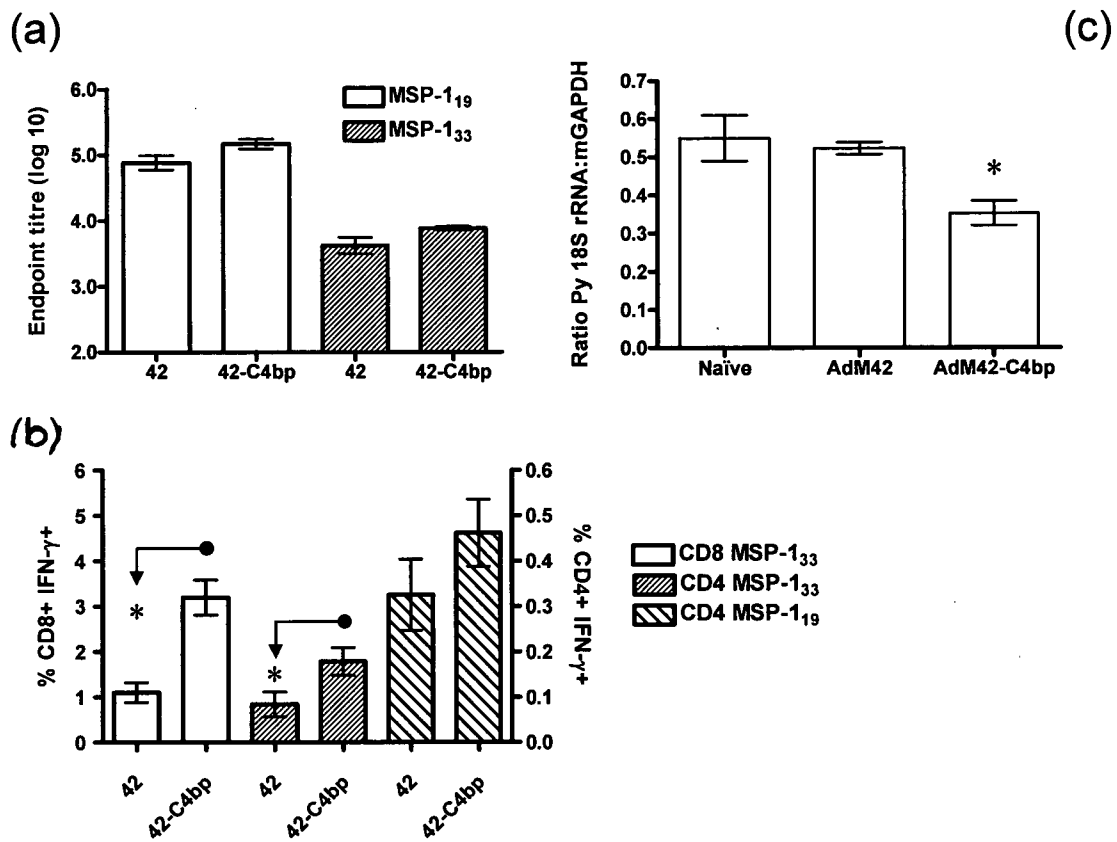 (a)
Endpoint titre (log 10)
6.0
5.0
4.0
3.0
2.0
MSP-1₁₉
MSP-1₃₃
42
42-C4bp
42
42-C4bp
(c)
Ratio Py 18S rRNA:mGAPDH
0.7
0.6
0.5
0.4
0.3
0.2
0.1
0.0
*
Naïve
AdM42
AdM42-C4bp
(b)
% CD8+ IFN-γ+
6
5
4
3
2
1
0
*
*
0.6
0.5
0.4
0.3
0.2
0.1
0.0
% CD4+ IFN-γ+
42
42-C4bp
42
42-C4bp
42
42-C4bp
CD8 MSP-1₃₃
CD4 MSP-1₃₃
CD4 MSP-1₁₉